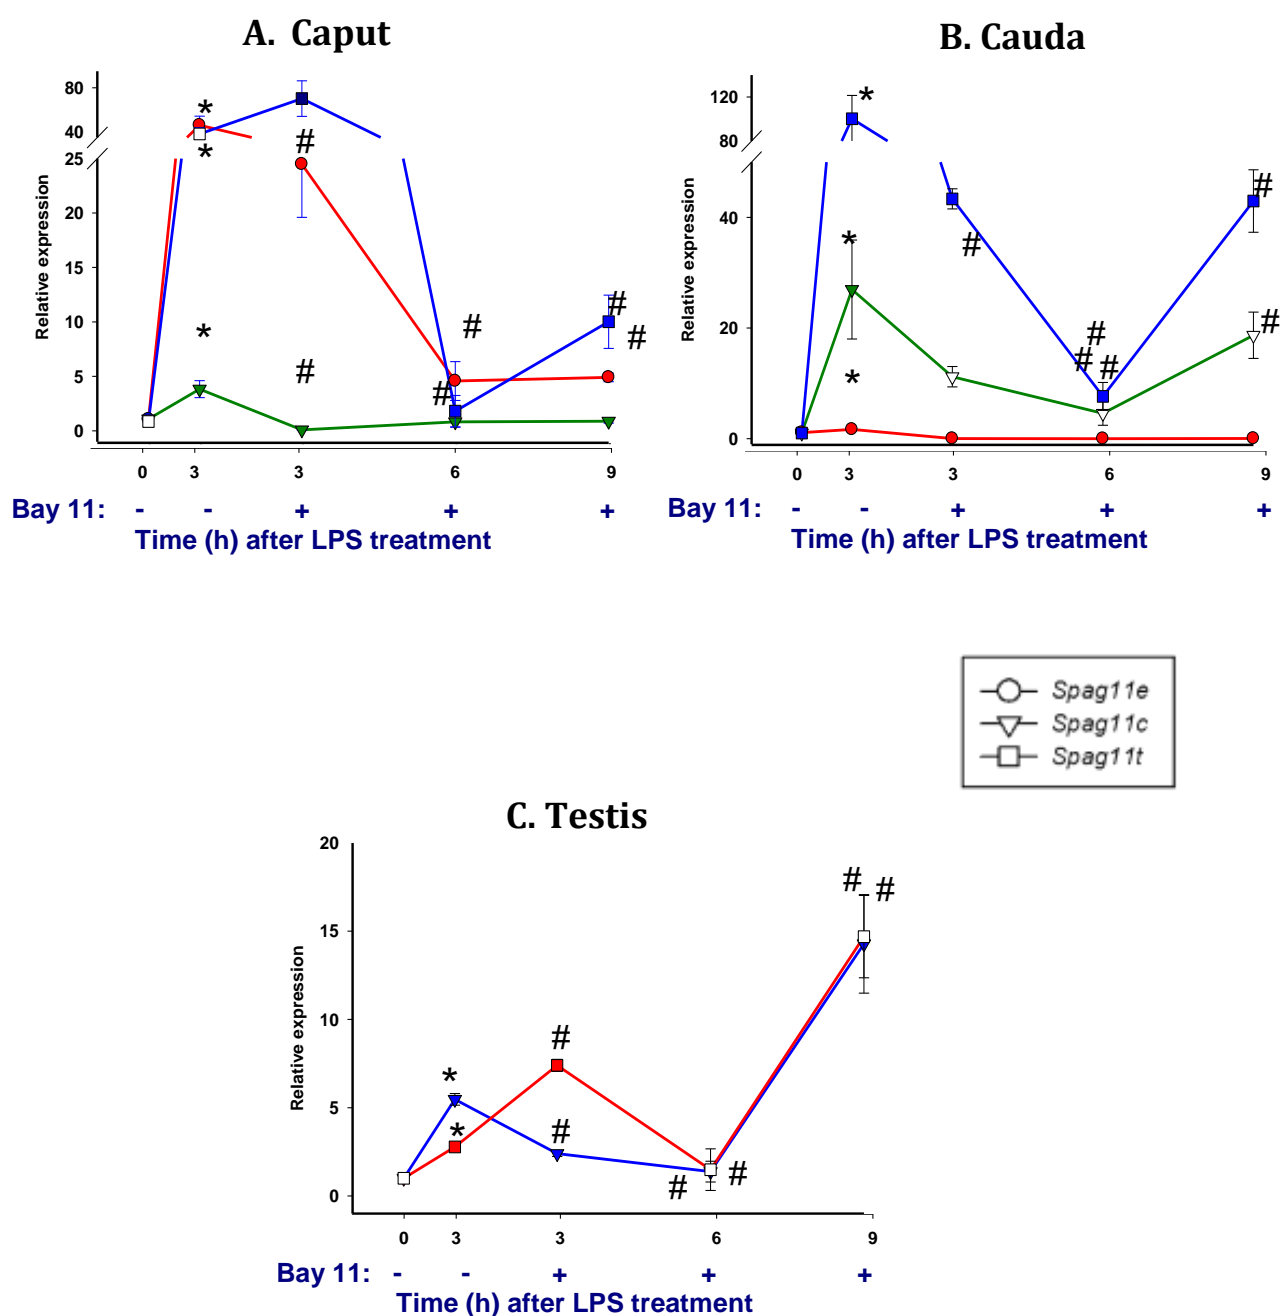 A. Caput
80
*
40
*
#
25
20
15
10
5
0
Relative expression
*
#
#
#
#
#
0 3 3 6 9
Bay 11: - - + + +
Time (h) after LPS treatment
B. Cauda
120
*
80
40
20
0
Relative expression
*
#
*
#
#
#
#
#
0 3 3 6 9
Bay 11: - - + + +
Time (h) after LPS treatment
Spag11e
Spag11c
Spag11t
C. Testis
20
15
10
5
0
Relative expression
# #
#
*
*
#
# #
0 3 3 6 9
Bay 11: - - + + +
Time (h) after LPS treatment